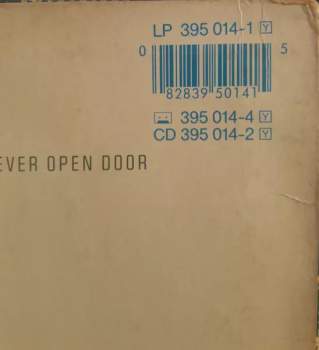 LP 395 014-1 Y
0 5
82839 50141
395 014-4 Y
CD 395 014-2 Y
EVER OPEN DOOR